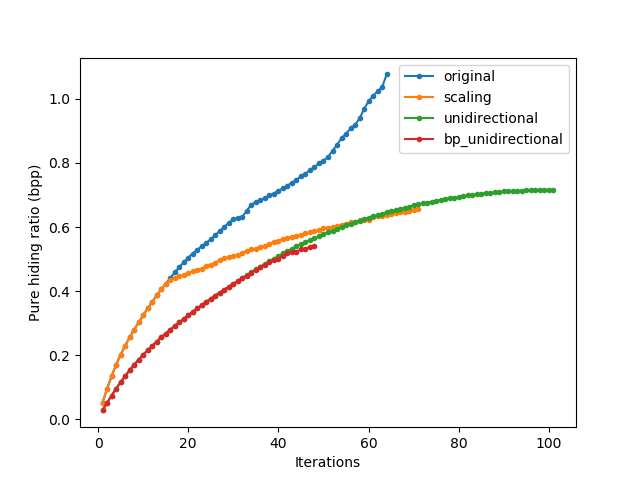 original
scaling
unidirectional
bp_unidirectional
Pure hiding ratio (bpp)
1.0
0.8
0.6
0.4
0.2
0.0
0 20 40 60 80 100
Iterations